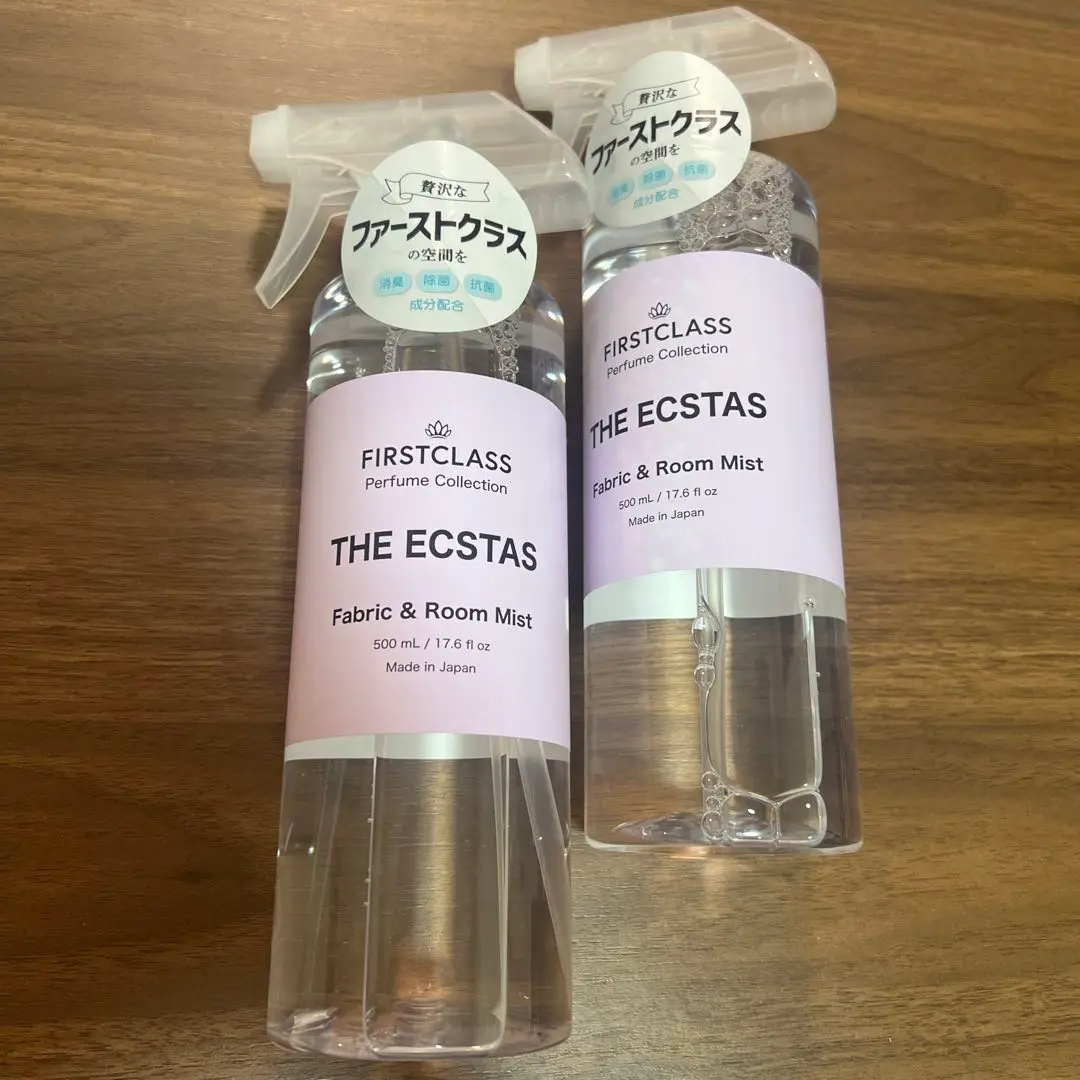 贅沢な
ファーストクラス
の空間を
消臭 除菌 抗菌
成分配合
FIRSTCLASS
Perfume Collection
THE ECSTAS
Fabric & Room Mist
500 mL / 17.6 fl oz
Made in Japan
贅沢な
ファーストクラス
の空間を
消臭 除菌 抗菌
成分配合
FIRSTCLASS
Perfume Collection
THE ECSTAS
Fabric & Room Mist
500 mL / 17.6 fl oz
Made in Japan